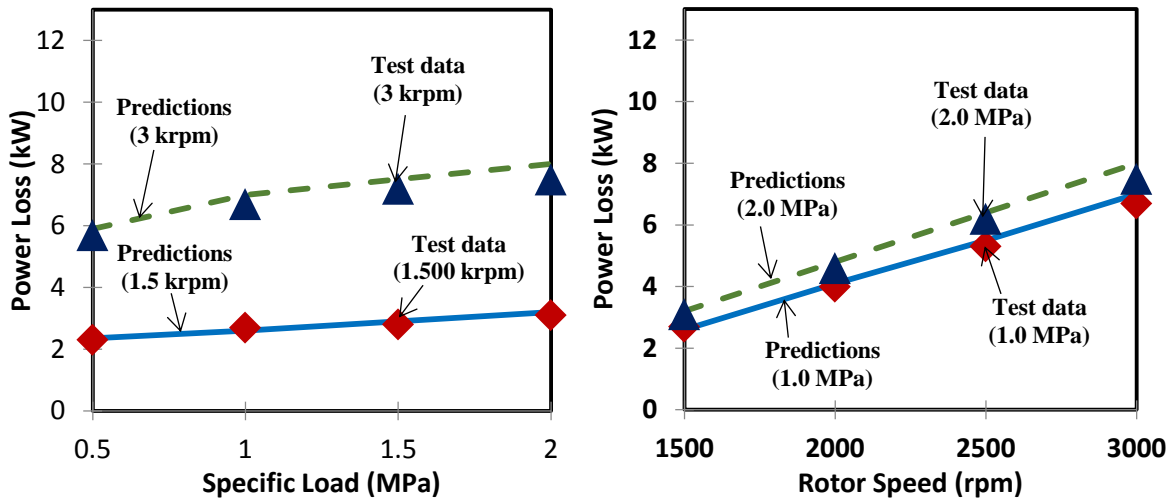 Power Loss (kW)
12
10
8
6
4
2
0
Predictions
(3 krpm)
Test data
(3 krpm)
Predictions
(1.5 krpm)
Test data
(1.500 krpm)
0.5
1
1.5
2
Specific Load (MPa)
Power Loss (kW)
12
10
8
6
4
2
0
Test data
(2.0 MPa)
Predictions
(2.0 MPa)
Predictions
(1.0 MPa)
Test data
(1.0 MPa)
1500
2000
2500
3000
Rotor Speed (rpm)